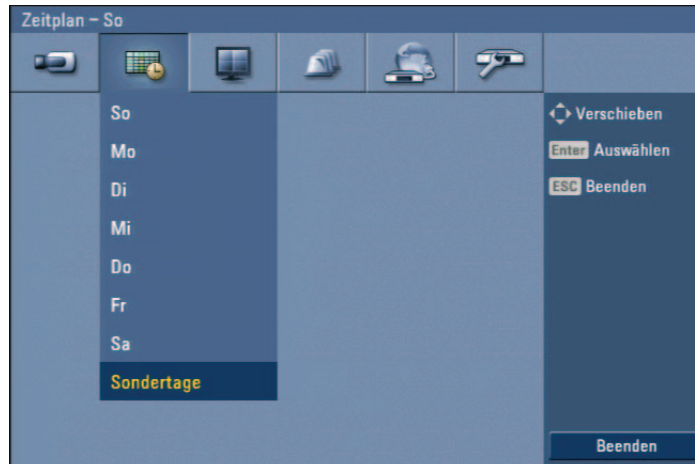 Zeitplan – So
So
Mo
Di
Mi
Do
Fr
Sa
Sondertage
Verschieben
Enter Auswählen
ESC Beenden
Beenden